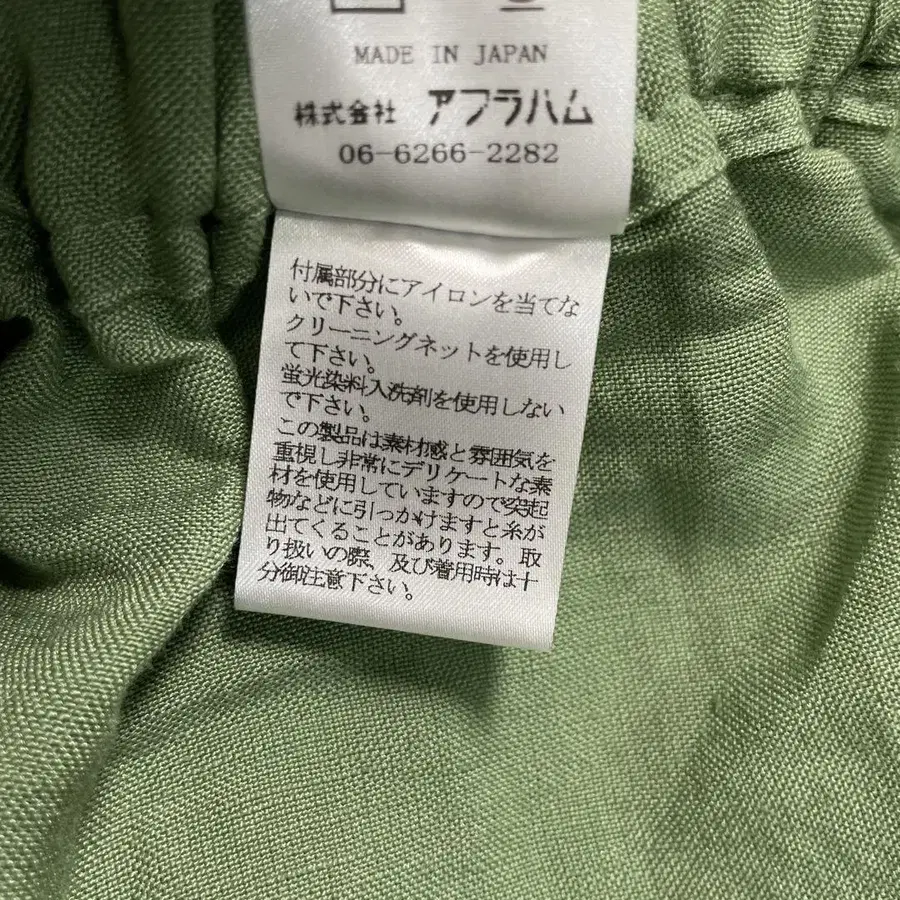 MADE IN JAPAN
株式会社 アフラハム
06-6266-2282
付属部分にアイロンを当てな
いで下さい。
クリーニングネットを使用し
て下さい。
蛍光染料入洗剤を使用しない
で下さい。
この製品は素材感と雰囲気を
重視し非常にデリケートな素
材を使用していますので突起
物などに引っかけますと糸が
出てくることがあります。取
り扱いの際、及び着用時は十
分御注意下さい。